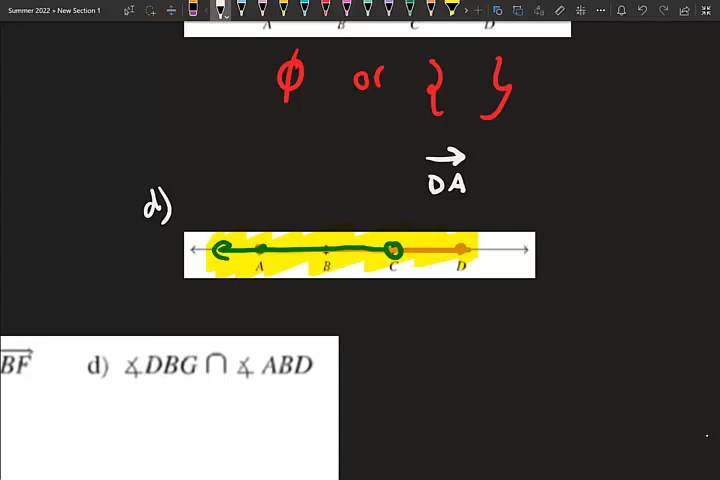 Summer 2022 » New Section 1
A B C D
ϕ or { }
→
DA
d)
A B C D
BF d) ∡DBG ∩ ∡ ABD